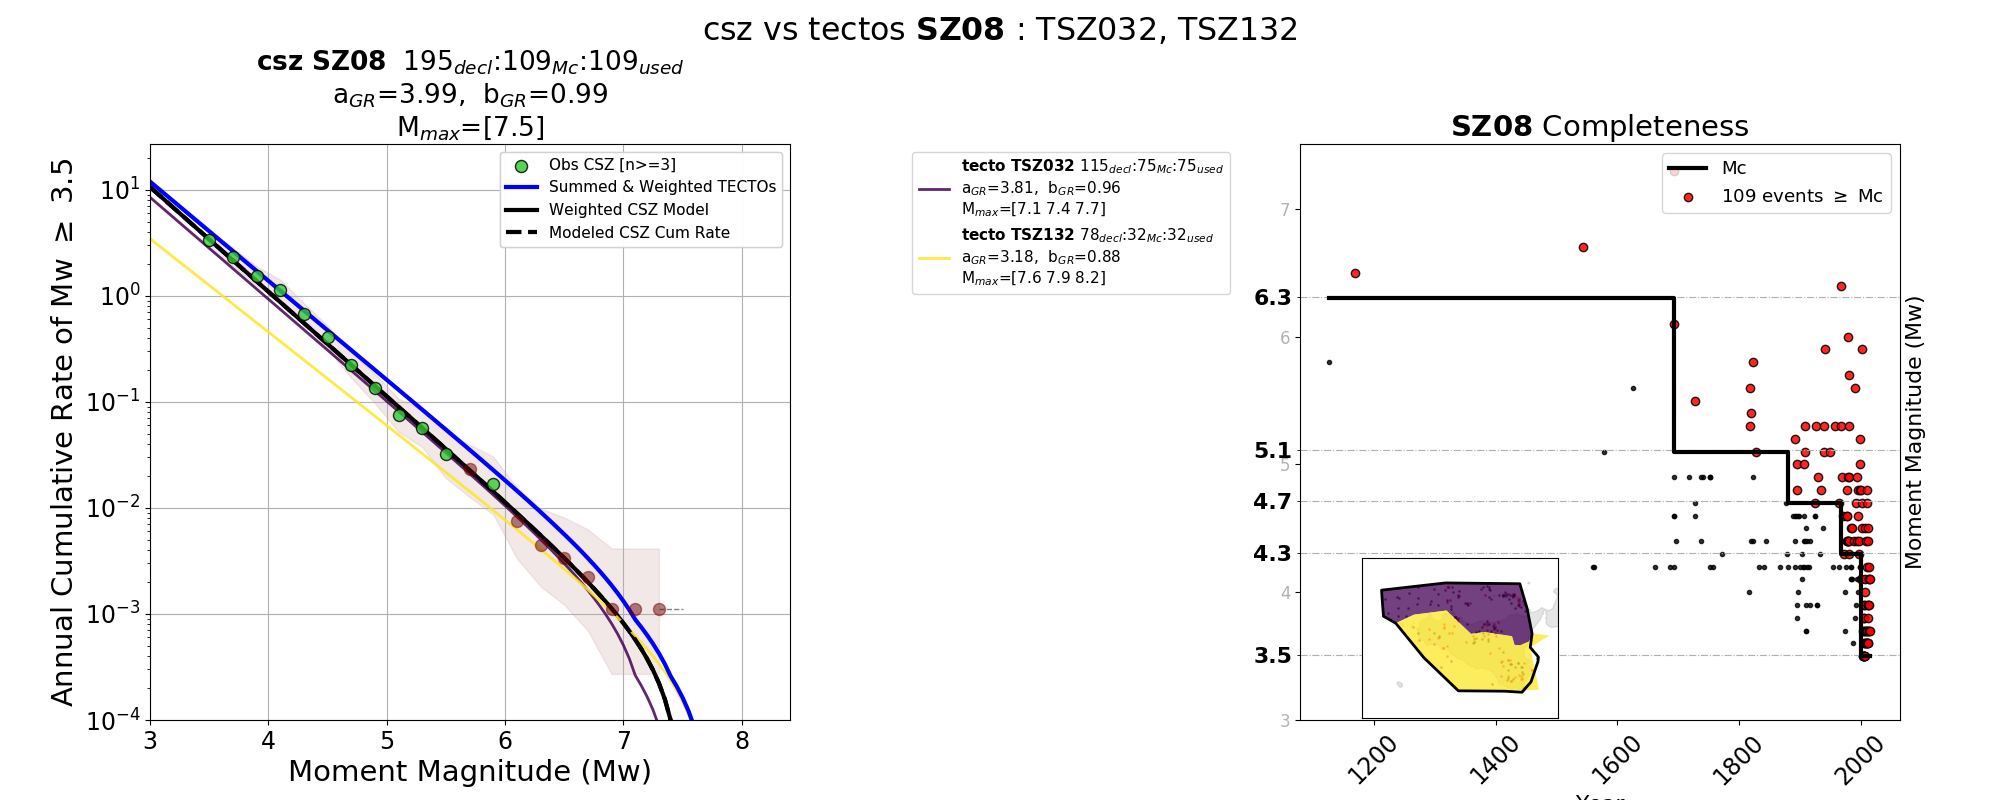 csz vs tectos SZ08 : TSZ032, TSZ132
csz SZ08 195decl:109Mc:109used
aGR=3.99, bGR=0.99
Mmax=[7.5]
Annual Cumulative Rate of Mw ≥ 3.5
10^1
10^0
10^-1
10^-2
10^-3
10^-4
Obs CSZ [n>=3]
Summed & Weighted TECTOs
Weighted CSZ Model
Modeled CSZ Cum Rate
3 4 5 6 7 8
Moment Magnitude (Mw)
tecto TSZ032 115decl:75Mc:75used
aGR=3.81, bGR=0.96
Mmax=[7.1 7.4 7.7]
tecto TSZ132 78decl:32Mc:32used
aGR=3.18, bGR=0.88
Mmax=[7.6 7.9 8.2]
SZ08 Completeness
Mc
109 events ≥ Mc
7
6.3
6
5.1
5
4.7
4.3
4
3.5
3
Moment Magnitude (Mw)
1200 1400 1600 1800 2000
Year